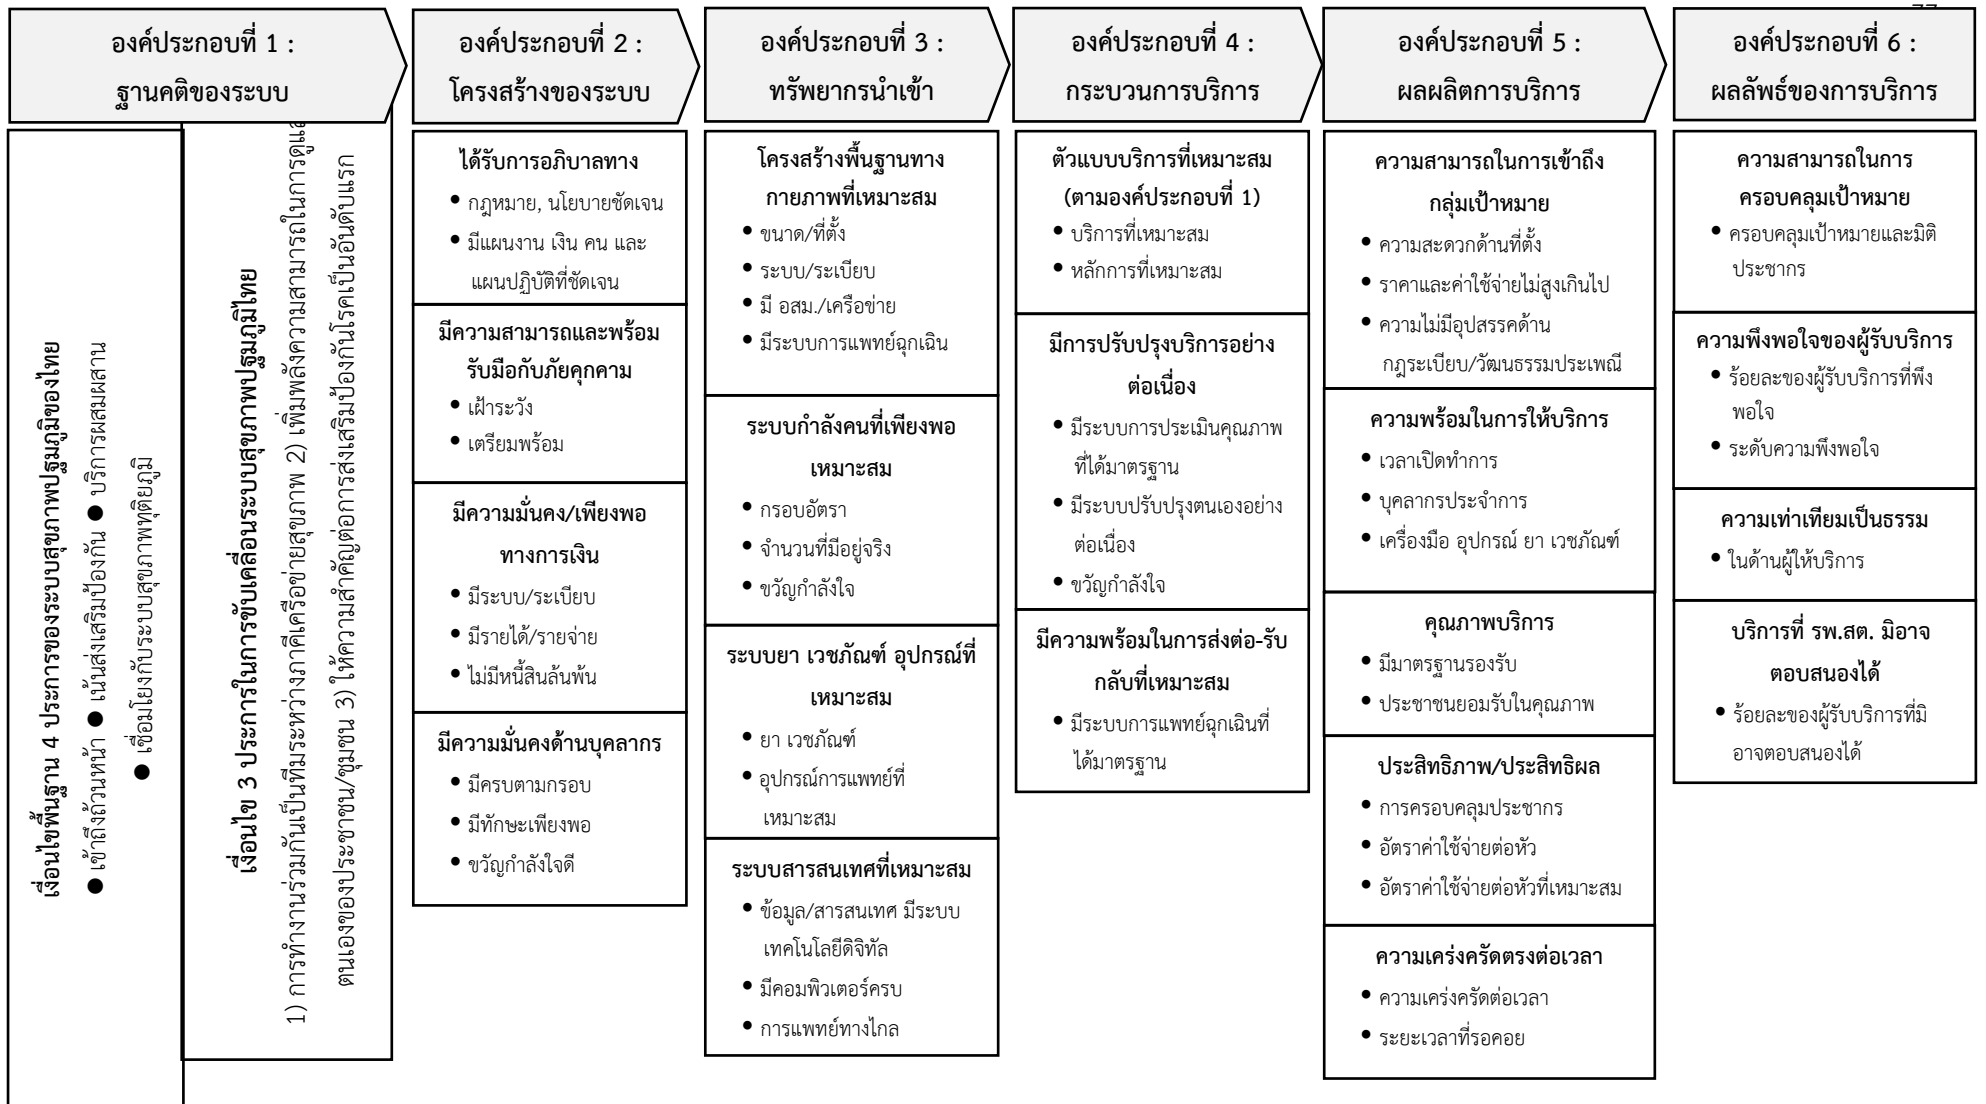 องค์ประกอบที่ 1 :
ฐานคติของระบบ
เงื่อนไขพื้นฐาน 4 ประการของระบบสุขภาพปฐมภูมิของไทย
● เข้าถึงถ้วนหน้า ● เน้นส่งเสริมป้องกัน ● บริการผสมผสาน
● เชื่อมโยงกับระบบสุขภาพทุติยภูมิ
เงื่อนไข 3 ประการในการขับเคลื่อนระบบสุขภาพปฐมภูมิไทย
1) การทำงานร่วมกันเป็นทีมระหว่างภาคีเครือข่ายสุขภาพ 2) เพิ่มพลังความสามารถในการดูแล
ตนเองของประชาชน/ชุมชน 3) ให้ความสำคัญต่อการส่งเสริมป้องกันโรคเป็นอันดับแรก
องค์ประกอบที่ 2 :
โครงสร้างของระบบ
ได้รับการอภิบาลทาง
• กฎหมาย, นโยบายชัดเจน
• มีแผนงาน เงิน คน และ
แผนปฏิบัติที่ชัดเจน
มีความสามารถและพร้อม
รับมือกับภัยคุกคาม
• เฝ้าระวัง
• เตรียมพร้อม
มีความมั่นคง/เพียงพอ
ทางการเงิน
• มีระบบ/ระเบียบ
• มีรายได้/รายจ่าย
• ไม่มีหนี้สินล้นพ้น
มีความมั่นคงด้านบุคลากร
• มีครบตามกรอบ
• มีทักษะเพียงพอ
• ขวัญกำลังใจดี
องค์ประกอบที่ 3 :
ทรัพยากรนำเข้า
โครงสร้างพื้นฐานทาง
กายภาพที่เหมาะสม
• ขนาด/ที่ตั้ง
• ระบบ/ระเบียบ
• มี อสม./เครือข่าย
• มีระบบการแพทย์ฉุกเฉิน
ระบบกำลังคนที่เพียงพอ
เหมาะสม
• กรอบอัตรา
• จำนวนที่มีอยู่จริง
• ขวัญกำลังใจ
ระบบยา เวชภัณฑ์ อุปกรณ์ที่
เหมาะสม
• ยา เวชภัณฑ์
• อุปกรณ์การแพทย์ที่
เหมาะสม
ระบบสารสนเทศที่เหมาะสม
• ข้อมูล/สารสนเทศ มีระบบ
เทคโนโลยีดิจิทัล
• มีคอมพิวเตอร์ครบ
• การแพทย์ทางไกล
องค์ประกอบที่ 4 :
กระบวนการบริการ
ตัวแบบบริการที่เหมาะสม
(ตามองค์ประกอบที่ 1)
• บริการที่เหมาะสม
• หลักการที่เหมาะสม
มีการปรับปรุงบริการอย่าง
ต่อเนื่อง
• มีระบบการประเมินคุณภาพ
ที่ได้มาตรฐาน
• มีระบบปรับปรุงตนเองอย่าง
ต่อเนื่อง
• ขวัญกำลังใจ
มีความพร้อมในการส่งต่อ-รับ
กลับที่เหมาะสม
• มีระบบการแพทย์ฉุกเฉินที่
ได้มาตรฐาน
องค์ประกอบที่ 5 :
ผลผลิตการบริการ
ความสามารถในการเข้าถึง
กลุ่มเป้าหมาย
• ความสะดวกด้านที่ตั้ง
• ราคาและค่าใช้จ่ายไม่สูงเกินไป
• ความไม่มีอุปสรรคด้าน
กฎระเบียบ/วัฒนธรรมประเพณี
ความพร้อมในการให้บริการ
• เวลาเปิดทำการ
• บุคลากรประจำการ
• เครื่องมือ อุปกรณ์ ยา เวชภัณฑ์
คุณภาพบริการ
• มีมาตรฐานรองรับ
• ประชาชนยอมรับในคุณภาพ
ประสิทธิภาพ/ประสิทธิผล
• การครอบคลุมประชากร
• อัตราค่าใช้จ่ายต่อหัว
• อัตราค่าใช้จ่ายต่อหัวที่เหมาะสม
ความเคร่งครัดตรงต่อเวลา
• ความเคร่งครัดต่อเวลา
• ระยะเวลาที่รอคอย
องค์ประกอบที่ 6 :
ผลลัพธ์ของการบริการ
ความสามารถในการ
ครอบคลุมเป้าหมาย
• ครอบคลุมเป้าหมายและมิติ
ประชากร
ความพึงพอใจของผู้รับบริการ
• ร้อยละของผู้รับบริการที่พึง
พอใจ
• ระดับความพึงพอใจ
ความเท่าเทียมเป็นธรรม
• ในด้านผู้ให้บริการ
บริการที่ รพ.สต. มิอาจ
ตอบสนองได้
• ร้อยละของผู้รับบริการที่มิ
อาจตอบสนองได้